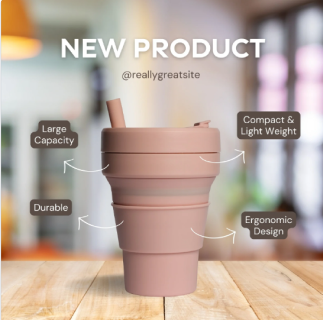 NEW PRODUCT
@reallygreatsite
Large
Capacity
Compact &
Light Weight
Durable
Ergonomic
Design